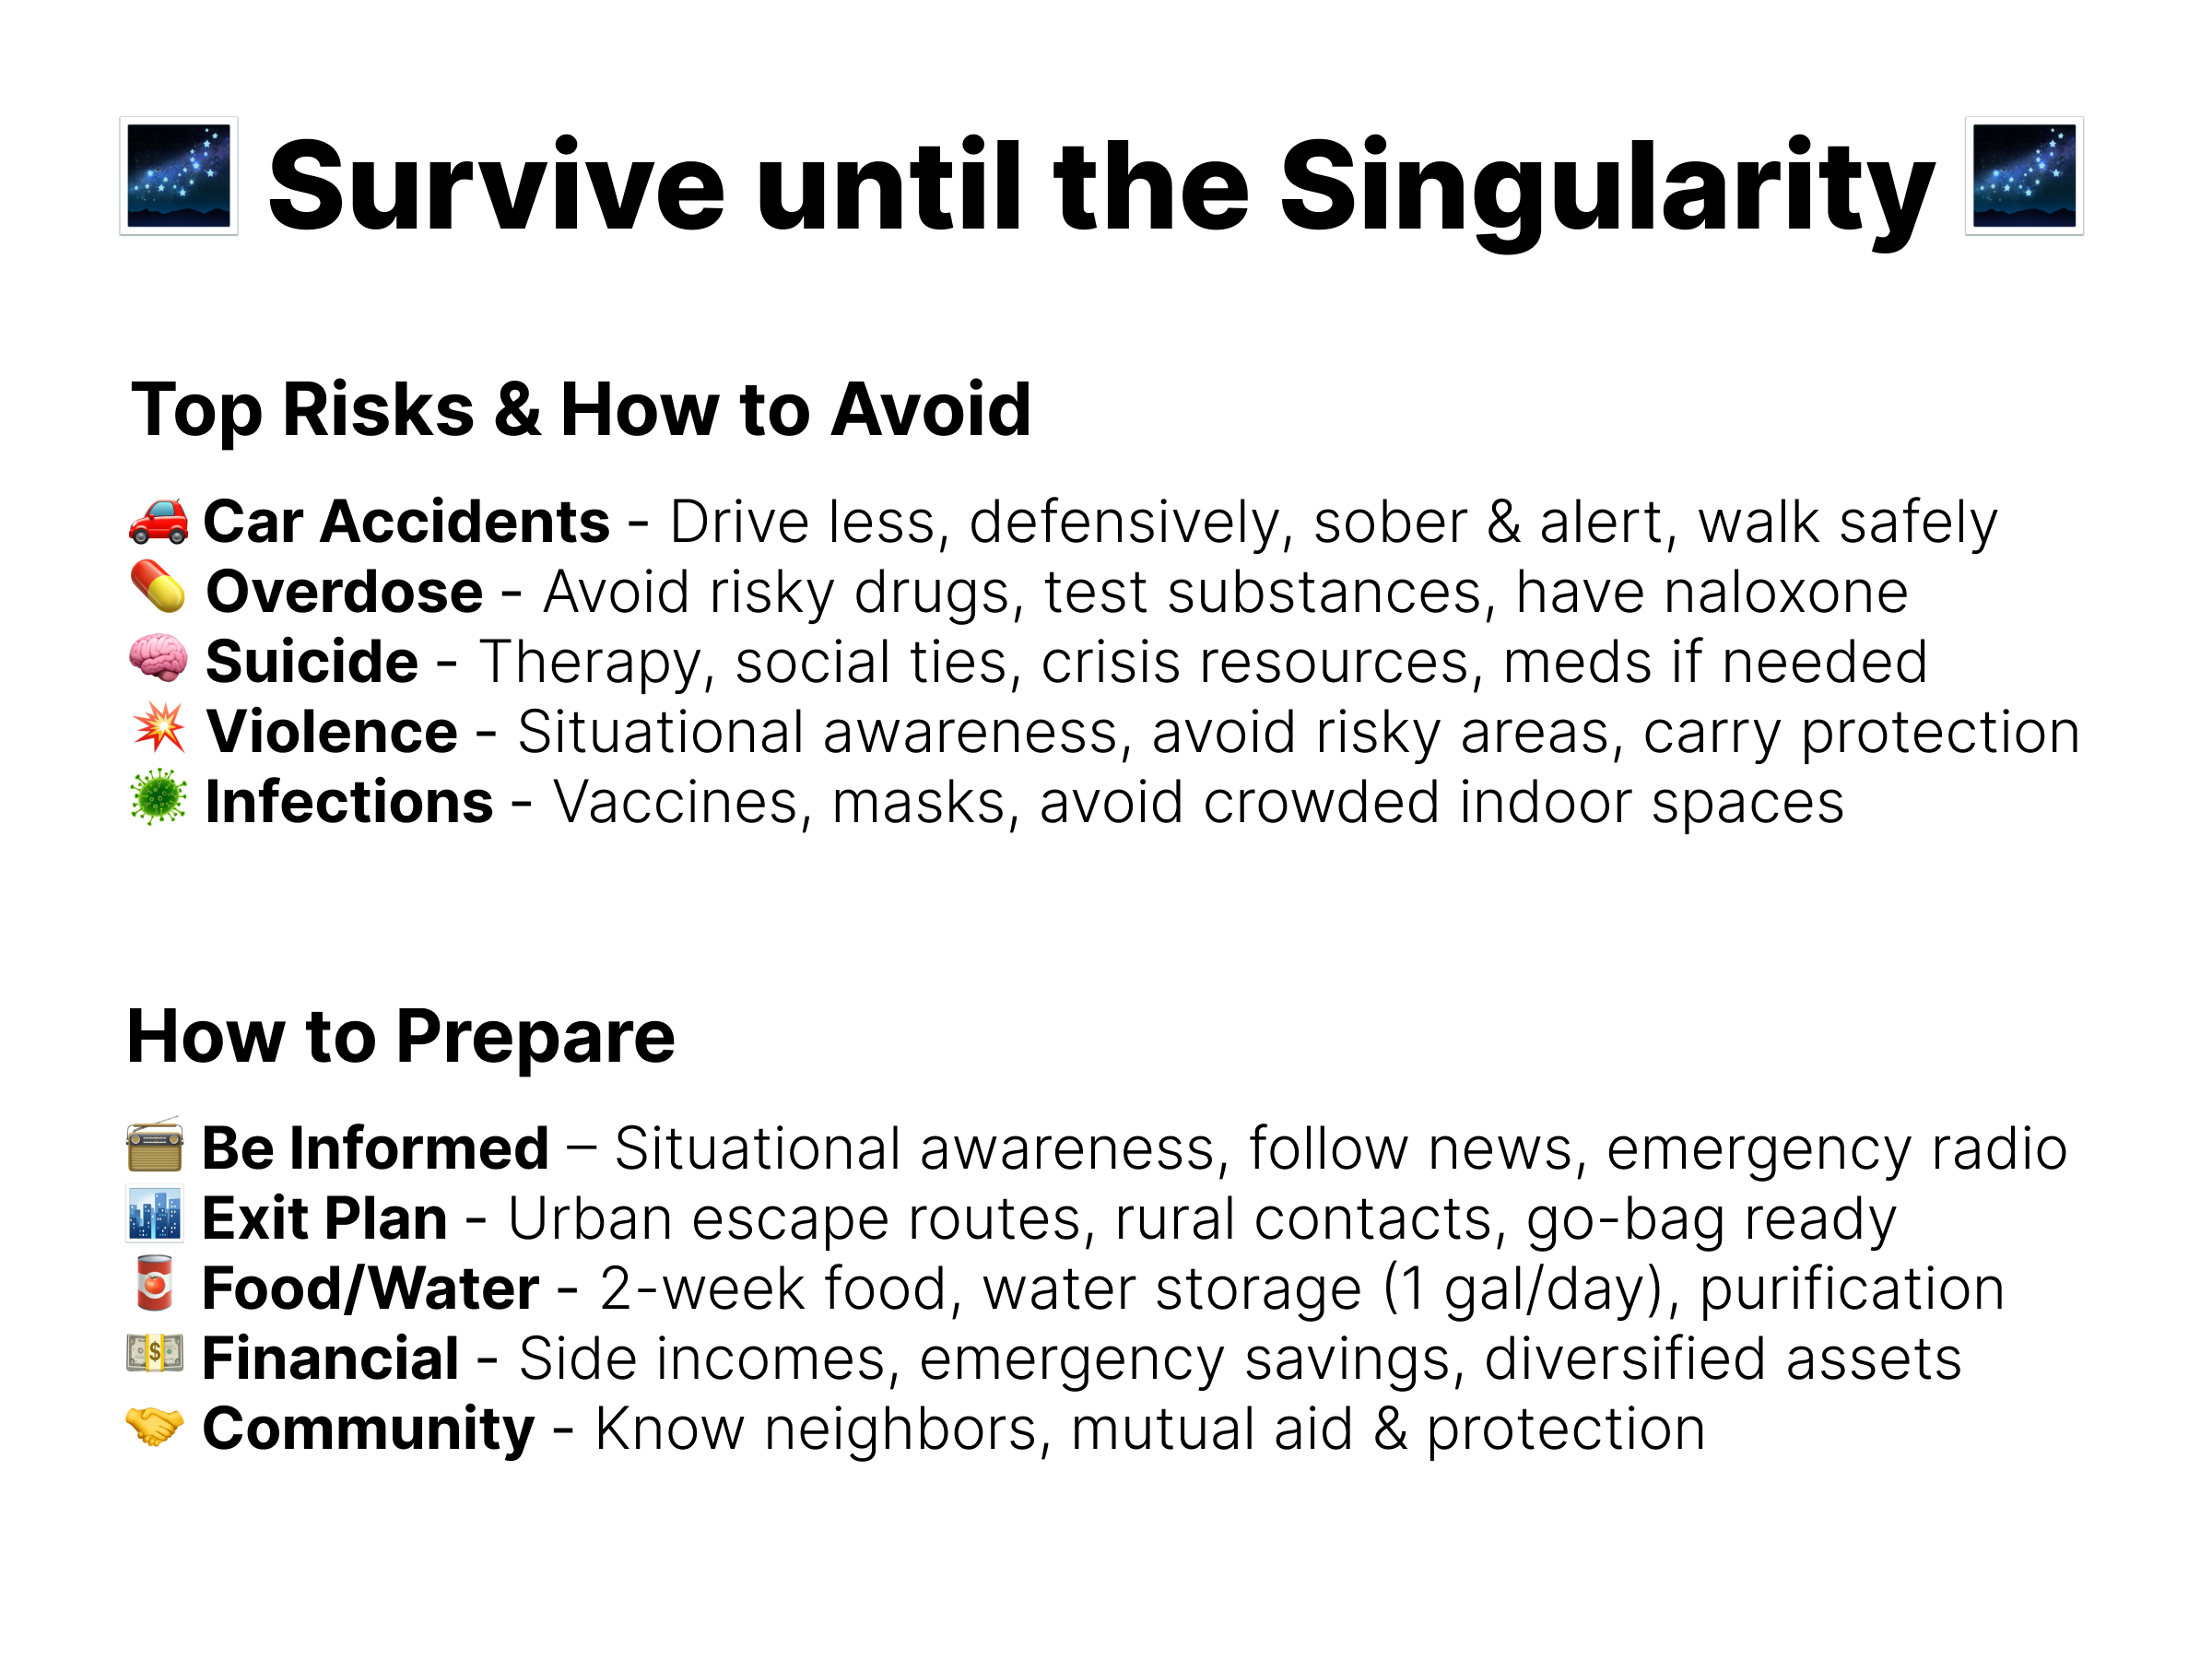 Survive until the Singularity
Top Risks & How to Avoid
Car Accidents - Drive less, defensively, sober & alert, walk safely
Overdose - Avoid risky drugs, test substances, have naloxone
Suicide - Therapy, social ties, crisis resources, meds if needed
Violence - Situational awareness, avoid risky areas, carry protection
Infections - Vaccines, masks, avoid crowded indoor spaces
How to Prepare
Be Informed – Situational awareness, follow news, emergency radio
Exit Plan - Urban escape routes, rural contacts, go-bag ready
Food/Water - 2-week food, water storage (1 gal/day), purification
Financial - Side incomes, emergency savings, diversified assets
Community - Know neighbors, mutual aid & protection